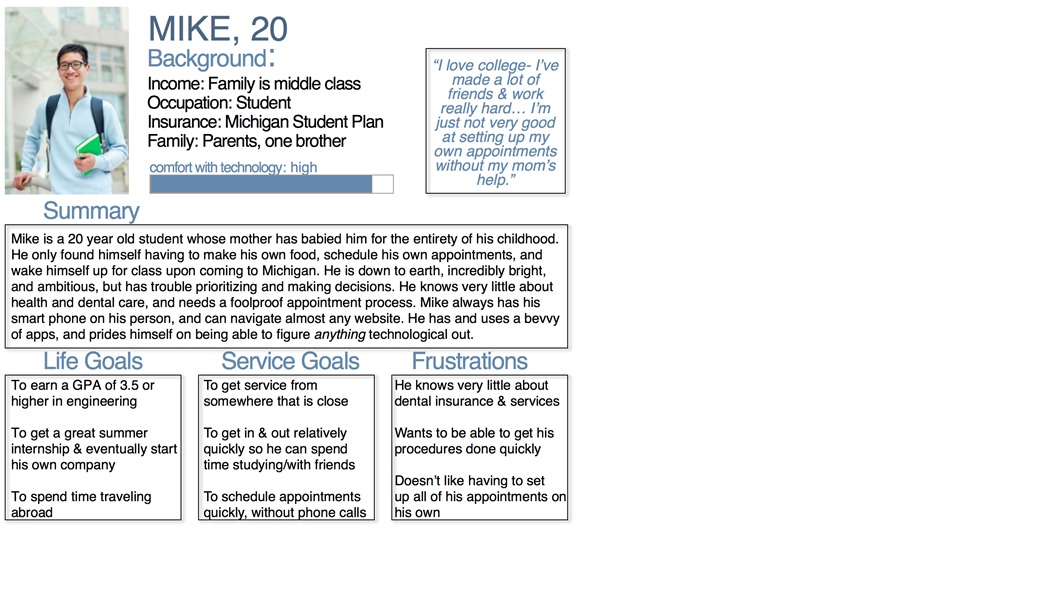 MIKE, 20
Background:
Income: Family is middle class
Occupation: Student
Insurance: Michigan Student Plan
Family: Parents, one brother
comfort with technology: high
“I love college- I’ve
made a lot of
friends & work
really hard… I’m
just not very good
at setting up my
own appointments
without my mom’s
help.”
Summary
Mike is a 20 year old student whose mother has babied him for the entirety of his childhood.
He only found himself having to make his own food, schedule his own appointments, and
wake himself up for class upon coming to Michigan. He is down to earth, incredibly bright,
and ambitious, but has trouble prioritizing and making decisions. He knows very little about
health and dental care, and needs a foolproof appointment process. Mike always has his
smart phone on his person, and can navigate almost any website. He has and uses a bevvy
of apps, and prides himself on being able to figure anything technological out.
Life Goals
To earn a GPA of 3.5 or
higher in engineering
To get a great summer
internship & eventually start
his own company
To spend time traveling
abroad
Service Goals
To get service from
somewhere that is close
To get in & out relatively
quickly so he can spend
time studying/with friends
To schedule appointments
quickly, without phone calls
Frustrations
He knows very little about
dental insurance & services
Wants to be able to get his
procedures done quickly
Doesn’t like having to set
up all of his appointments on
his own